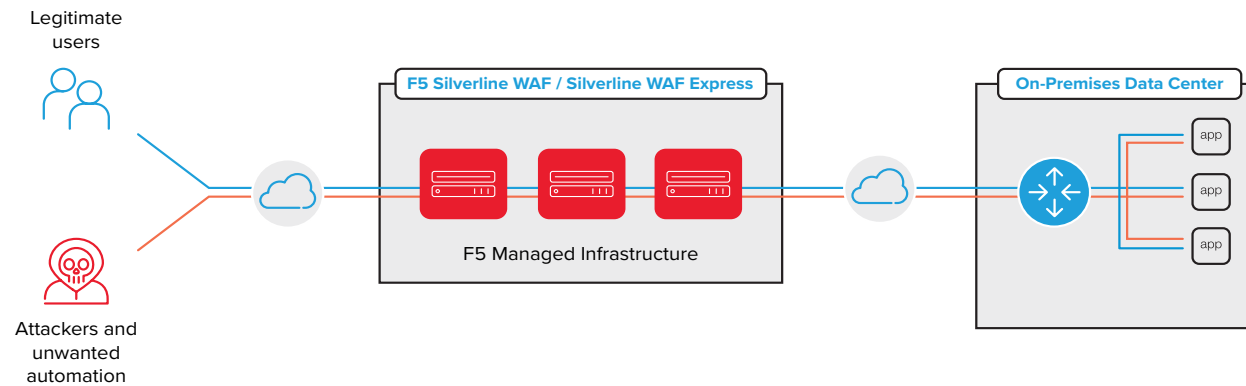 Legitimate
users
F5 Silverline WAF / Silverline WAF Express
On-Premises Data Center
app
app
app
F5 Managed Infrastructure
Attackers and
unwanted
automation